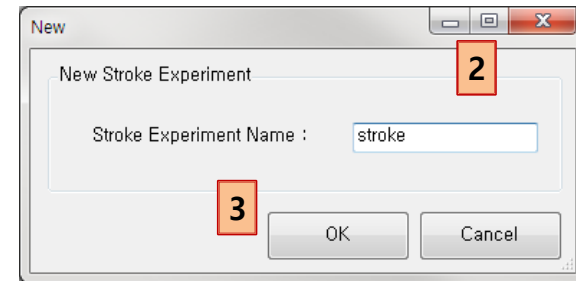 New
2
New Stroke Experiment
Stroke Experiment Name : stroke
3
OK Cancel